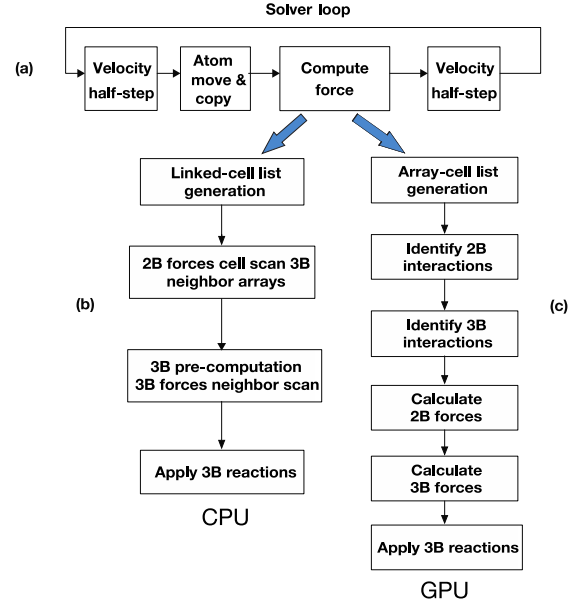 Solver loop
(a)
Velocity
half-step
Atom
move &
copy
Compute
force
Velocity
half-step
Linked-cell list
generation
2B forces cell scan 3B
neighbor arrays
(b)
3B pre-computation
3B forces neighbor scan
Apply 3B reactions
CPU
Array-cell list
generation
Identify 2B
interactions
(c)
Identify 3B
interactions
Calculate
2B forces
Calculate
3B forces
Apply 3B reactions
GPU